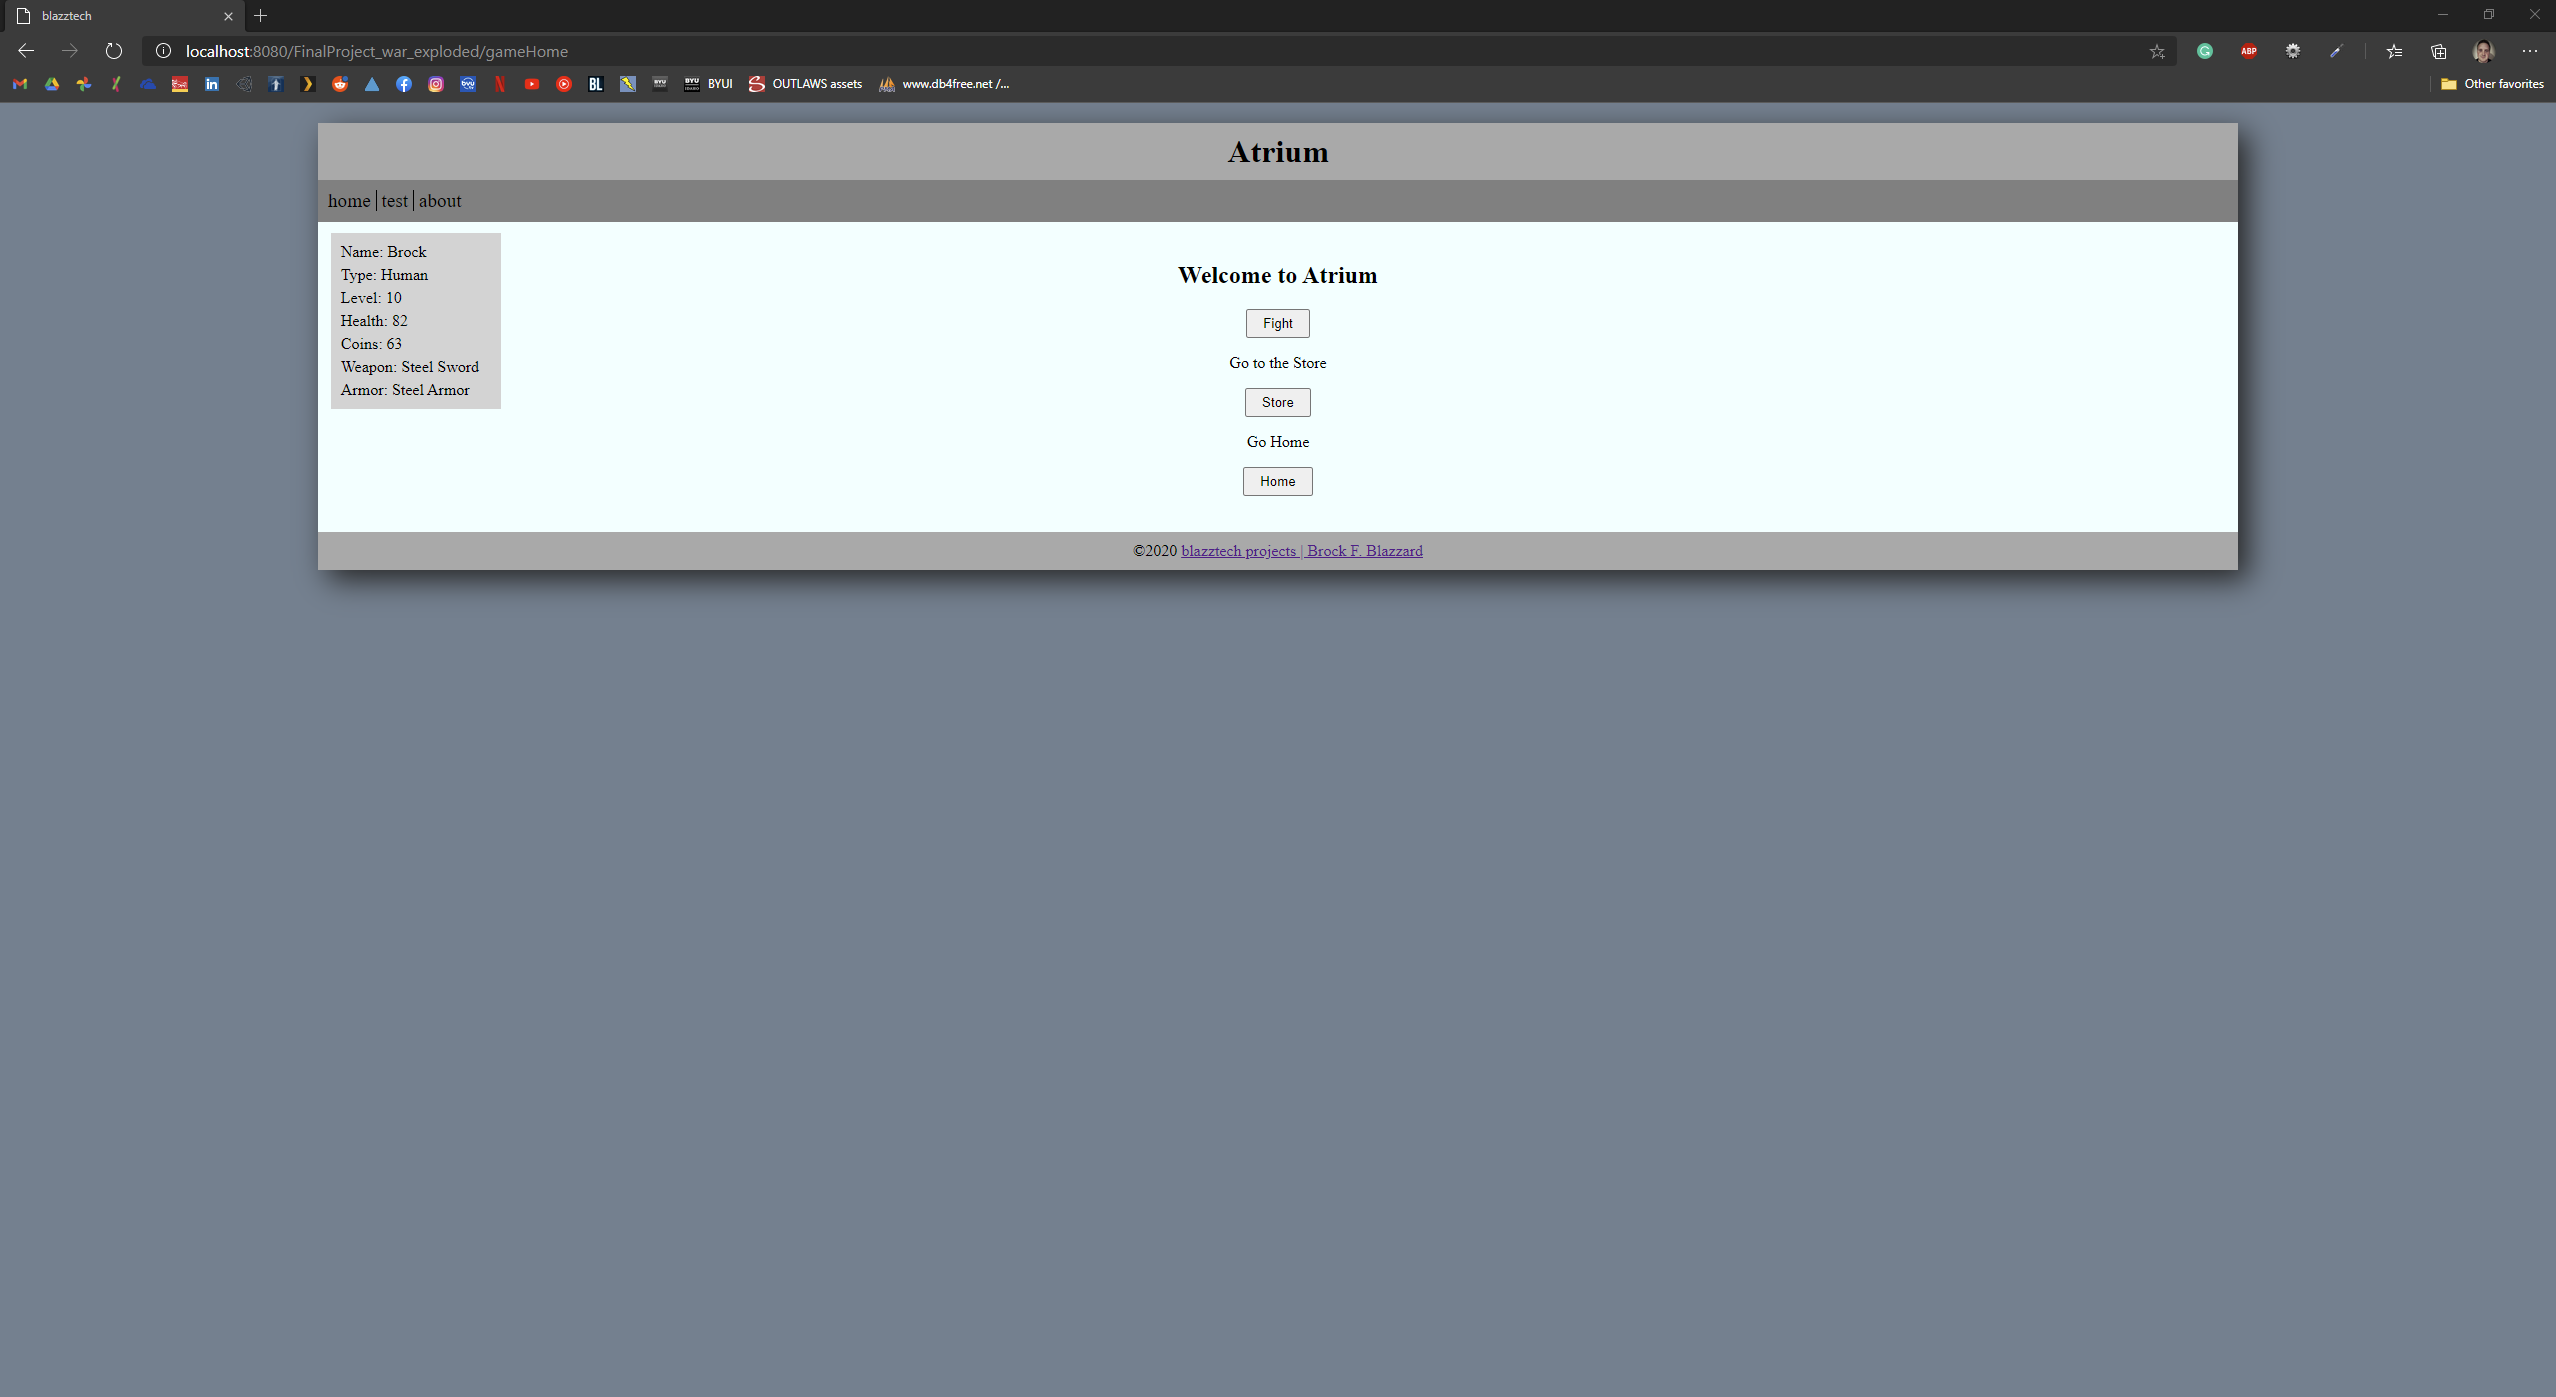 blazztech
localhost:8080/FinalProject_war_exploded/gameHome
ABP
BL
BYUI
OUTLAWS assets
www.db4free.net /...
Other favorites
Atrium
home test about
Name: Brock
Type: Human
Level: 10
Health: 82
Coins: 63
Weapon: Steel Sword
Armor: Steel Armor
Welcome to Atrium
Fight
Go to the Store
Store
Go Home
Home
©2020 blazztech projects | Brock F. Blazzard